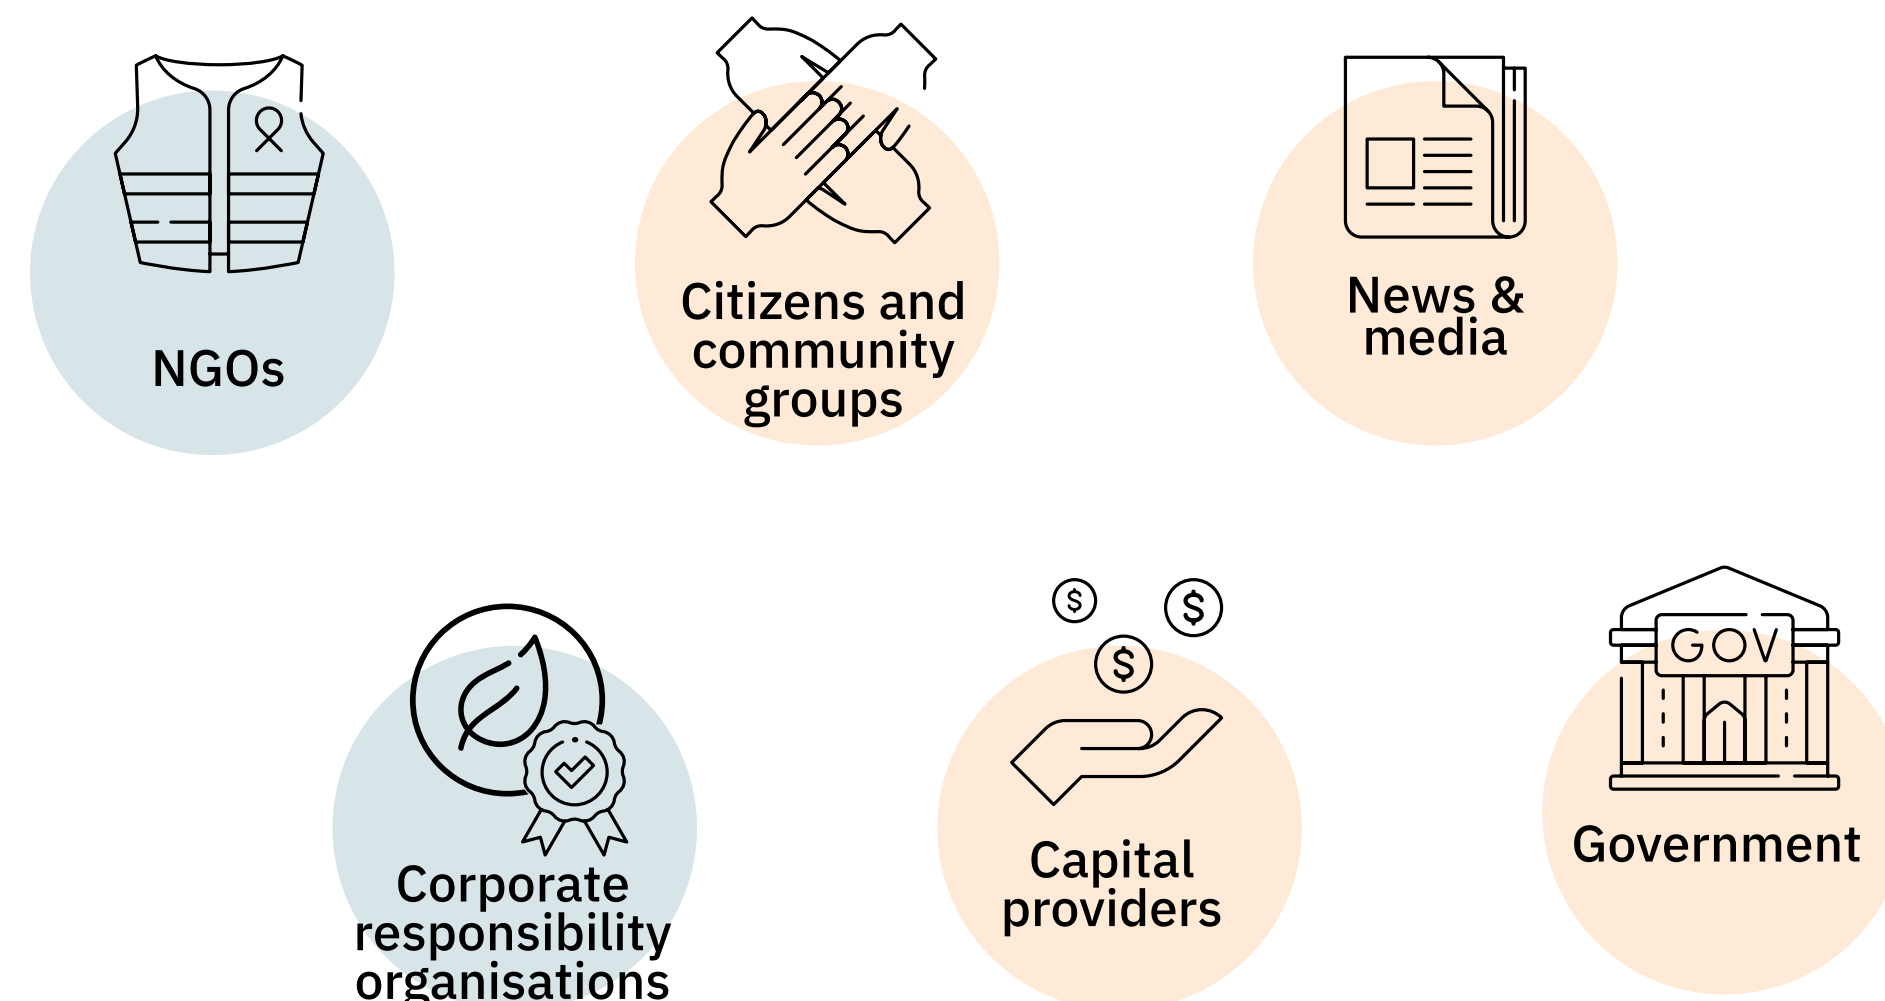 NGOs
Citizens and
community
groups
News &
media
Corporate
responsibility
organisations
$
$
$
Capital
providers
GOV
Government